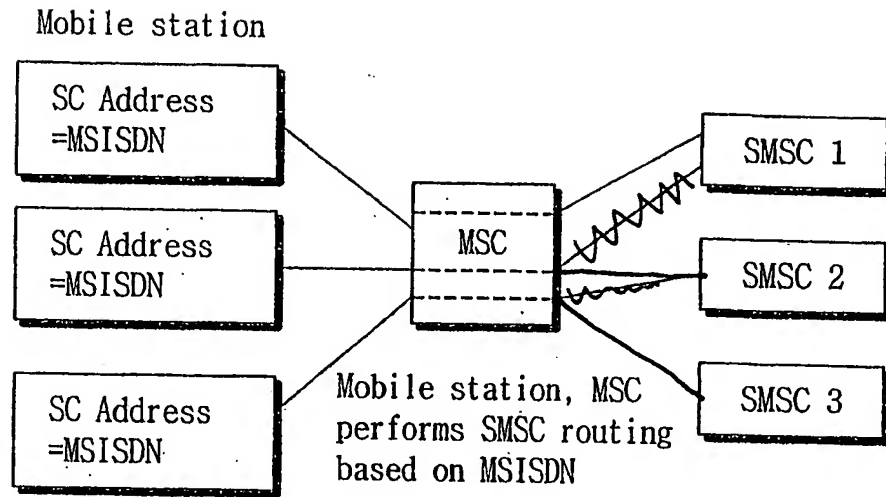 Mobile station
SC Address
=MSISDN
SC Address
=MSISDN
SC Address
=MSISDN
MSC
SMSC 1
SMSC 2
SMSC 3
Mobile station, MSC
performs SMSC routing
based on MSISDN